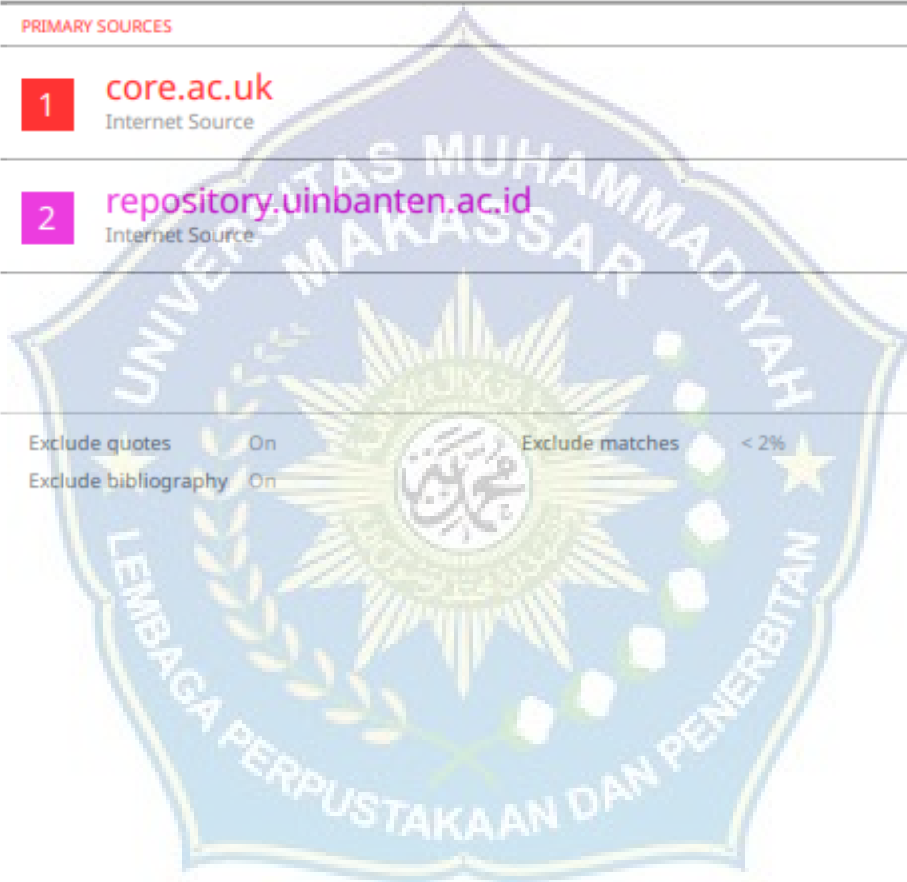 PRIMARY SOURCES
1
core.ac.uk
Internet Source
2
repository.uinbanten.ac.id
Internet Source
Exclude quotes On
Exclude matches < 2%
Exclude bibliography On
UNIVERSITAS MUHAMMADIYAH
MAKASSAR
محمدية
LEMBAGA PERPUSTAKAAN DAN PENERBITAN